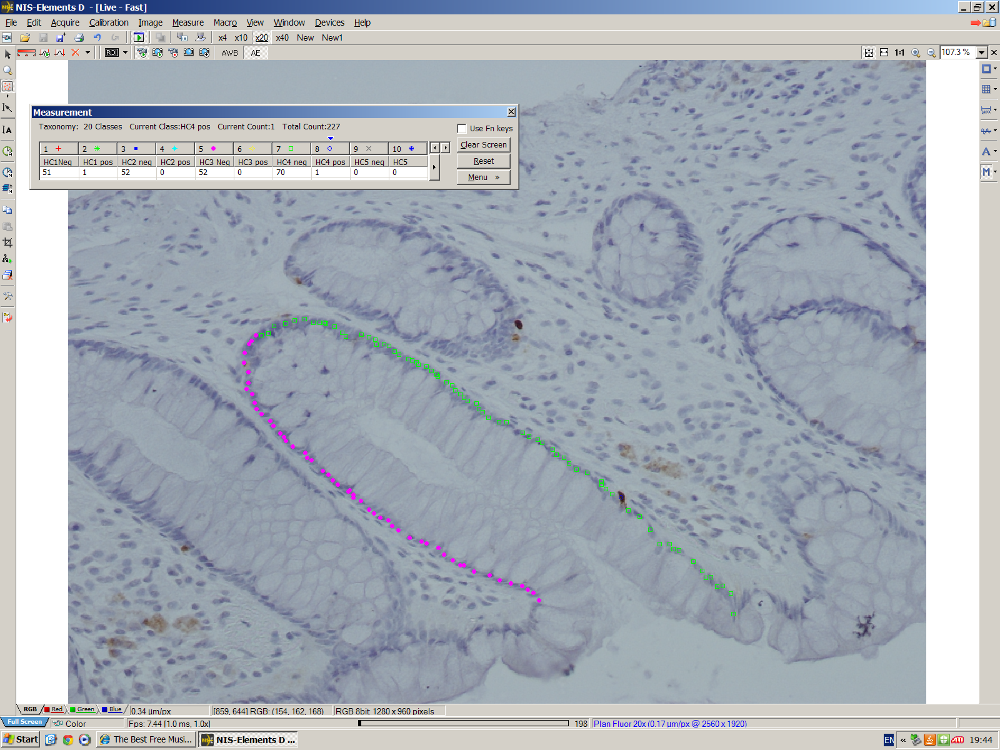 NIS-Elements D - [Live - Fast]
File Edit Acquire Calibration Image Measure Macro View Window Devices Help
x4 x10 x20 x40 New New1
ROI AWB AE 1:1 107.3 %
Measurement
Taxonomy: 20 Classes Current Class:HC4 pos Current Count:1 Total Count:227
Use Fn keys
1 2 3 4 5 6 7 8 9 10
Clear Screen
HC1Neg HC1 pos HC2 neg HC2 pos HC3 Neg HC3 pos HC4 neg HC4 pos HC5 neg HC5
Reset
51 1 52 0 52 0 70 1 0 0
Menu »
RGB Red Green Blue 0.34 µm/px [859, 644] RGB: (154, 162, 168) RGB 8bit: 1280 x 960 pixels
Full Screen Color Fps: 7.44 [1.0 ms, 1.0x] 198 Plan Fluor 20x (0.17 µm/px @ 2560 x 1920)
Start The Best Free Musi... NIS-Elements D ... EN « ATI 19:44